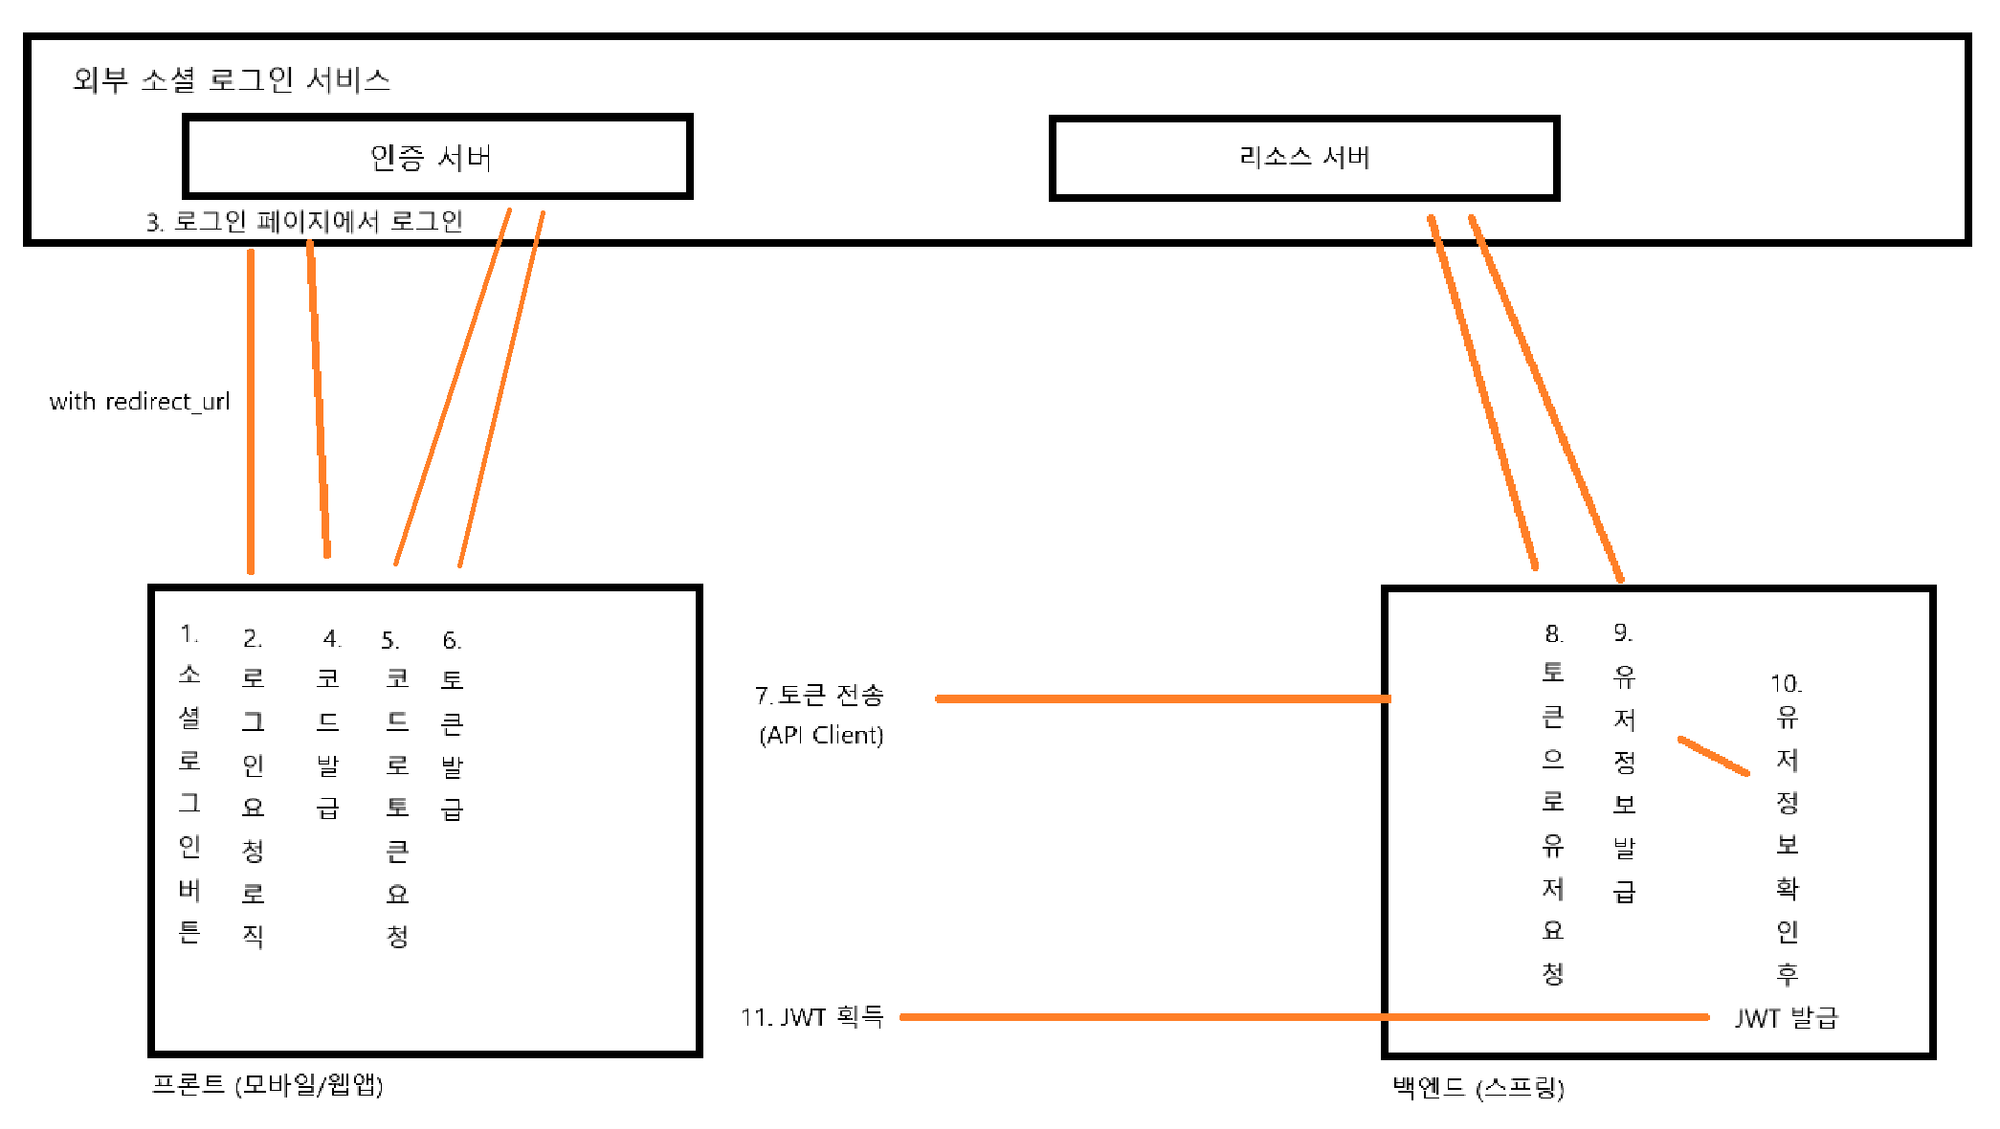 외부 소셜 로그인 서비스
인증 서버
리소스 서버
3. 로그인 페이지에서 로그인
with redirect_url
1. 소셜로그인버튼
2. 로그인요청로직
4. 코드발급
5. 코드로토큰요청
6. 토큰발급
7. 토큰 전송
(API Client)
8. 토큰으로유저요청
9. 유저정보발급
10. 유저정보확인후
JWT 발급
11. JWT 획득
프론트 (모바일/웹앱)
백엔드 (스프링)